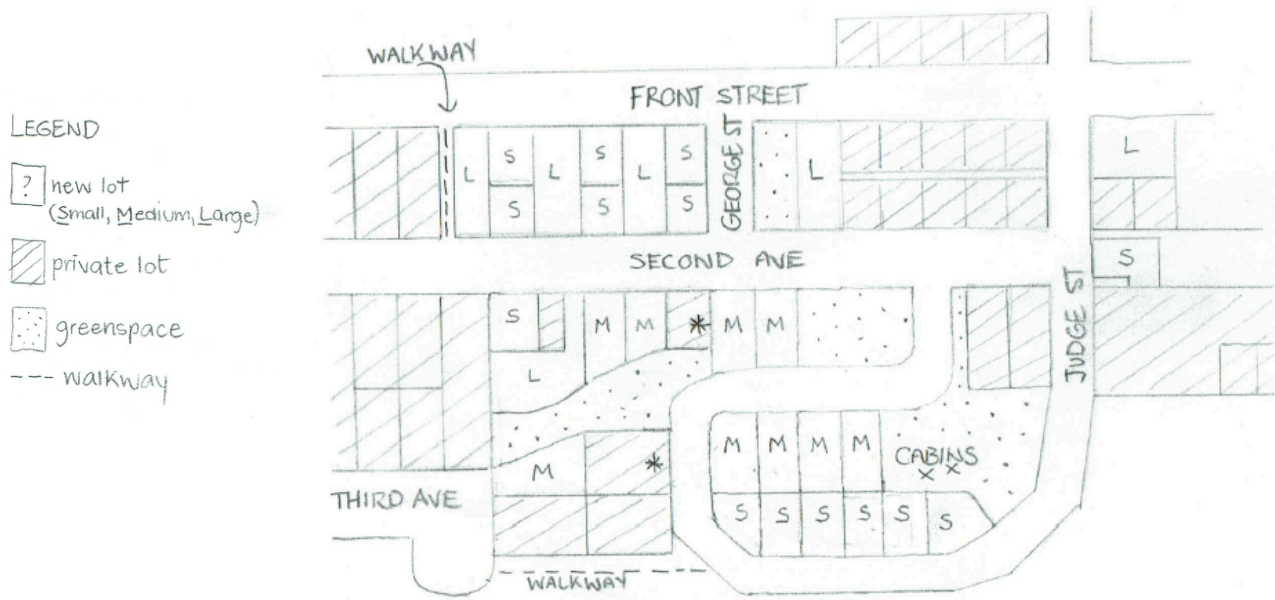 WALKWAY
FRONT STREET
LEGEND
? new lot
(Small, Medium, Large)
private lot
greenspace
walkway
L S L S L S
S S S
GEORGE ST
L
L
SECOND AVE
S
JUDGE ST
S M M * M M
L
M M M M
CABINS
X X
M *
THIRD AVE
S S S S S S
WALKWAY